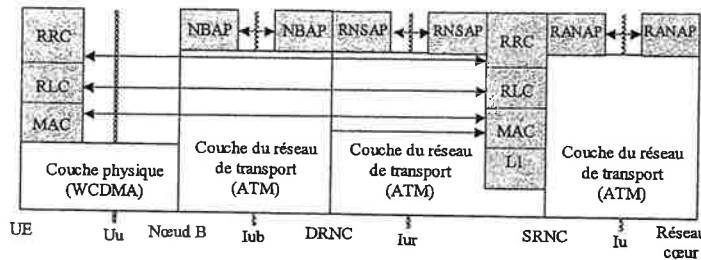 NBAP NBAP RNSAP RNSAP RANAP RANAP
RRC RRC
RLC RLC
MAC MAC
L1
Couche physique
(WCDMA)
Couche du réseau
de transport
(ATM)
Couche du réseau
de transport
(ATM)
Couche du réseau
de transport
(ATM)
UE Uu Nœud B Iub DRNC Iur SRNC Iu Réseau
cœur